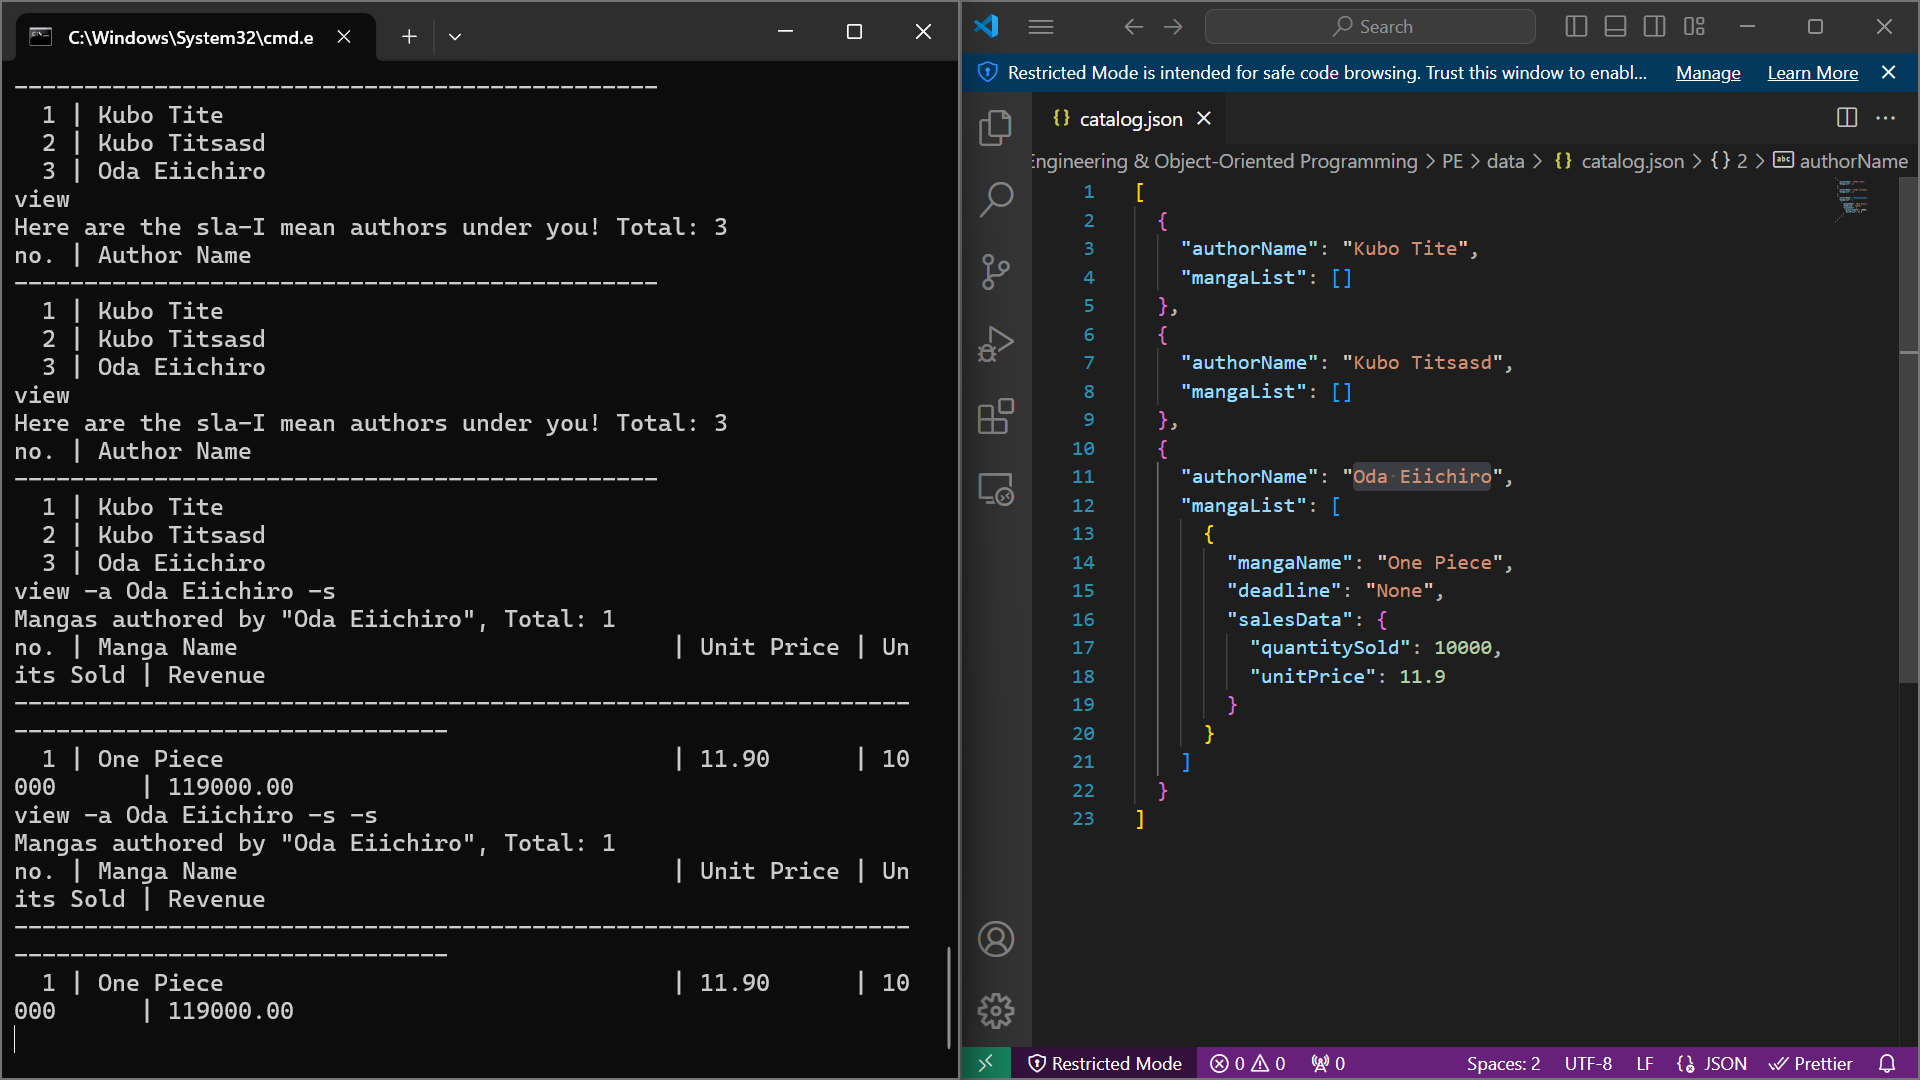 C:\Windows\System32\cmd.e
----------------------------------------------
1 | Kubo Tite
2 | Kubo Titsasd
3 | Oda Eiichiro
view
Here are the sla-I mean authors under you! Total: 3
no. | Author Name
----------------------------------------------
1 | Kubo Tite
2 | Kubo Titsasd
3 | Oda Eiichiro
view
Here are the sla-I mean authors under you! Total: 3
no. | Author Name
----------------------------------------------
1 | Kubo Tite
2 | Kubo Titsasd
3 | Oda Eiichiro
view -a Oda Eiichiro -s
Mangas authored by "Oda Eiichiro", Total: 1
no. | Manga Name | Unit Price | Un
its Sold | Revenue
----------------------------------------------------------------
-------------------------------
1 | One Piece | 11.90 | 10
000 | 119000.00
view -a Oda Eiichiro -s -s
Mangas authored by "Oda Eiichiro", Total: 1
no. | Manga Name | Unit Price | Un
its Sold | Revenue
----------------------------------------------------------------
-------------------------------
1 | One Piece | 11.90 | 10
000 | 119000.00
Search
Restricted Mode is intended for safe code browsing. Trust this window to enabl... Manage Learn More
{} catalog.json
Engineering & Object-Oriented Programming > PE > data > {} catalog.json > {} 2 > abc authorName
1 [
2 {
3 "authorName": "Kubo Tite",
4 "mangaList": []
5 },
6 {
7 "authorName": "Kubo Titsasd",
8 "mangaList": []
9 },
10 {
11 "authorName": "Oda Eiichiro",
12 "mangaList": [
13 {
14 "mangaName": "One Piece",
15 "deadline": "None",
16 "salesData": {
17 "quantitySold": 10000,
18 "unitPrice": 11.9
19 }
20 }
21 ]
22 }
23 ]
Restricted Mode 0 0 0 Spaces: 2 UTF-8 LF JSON Prettier